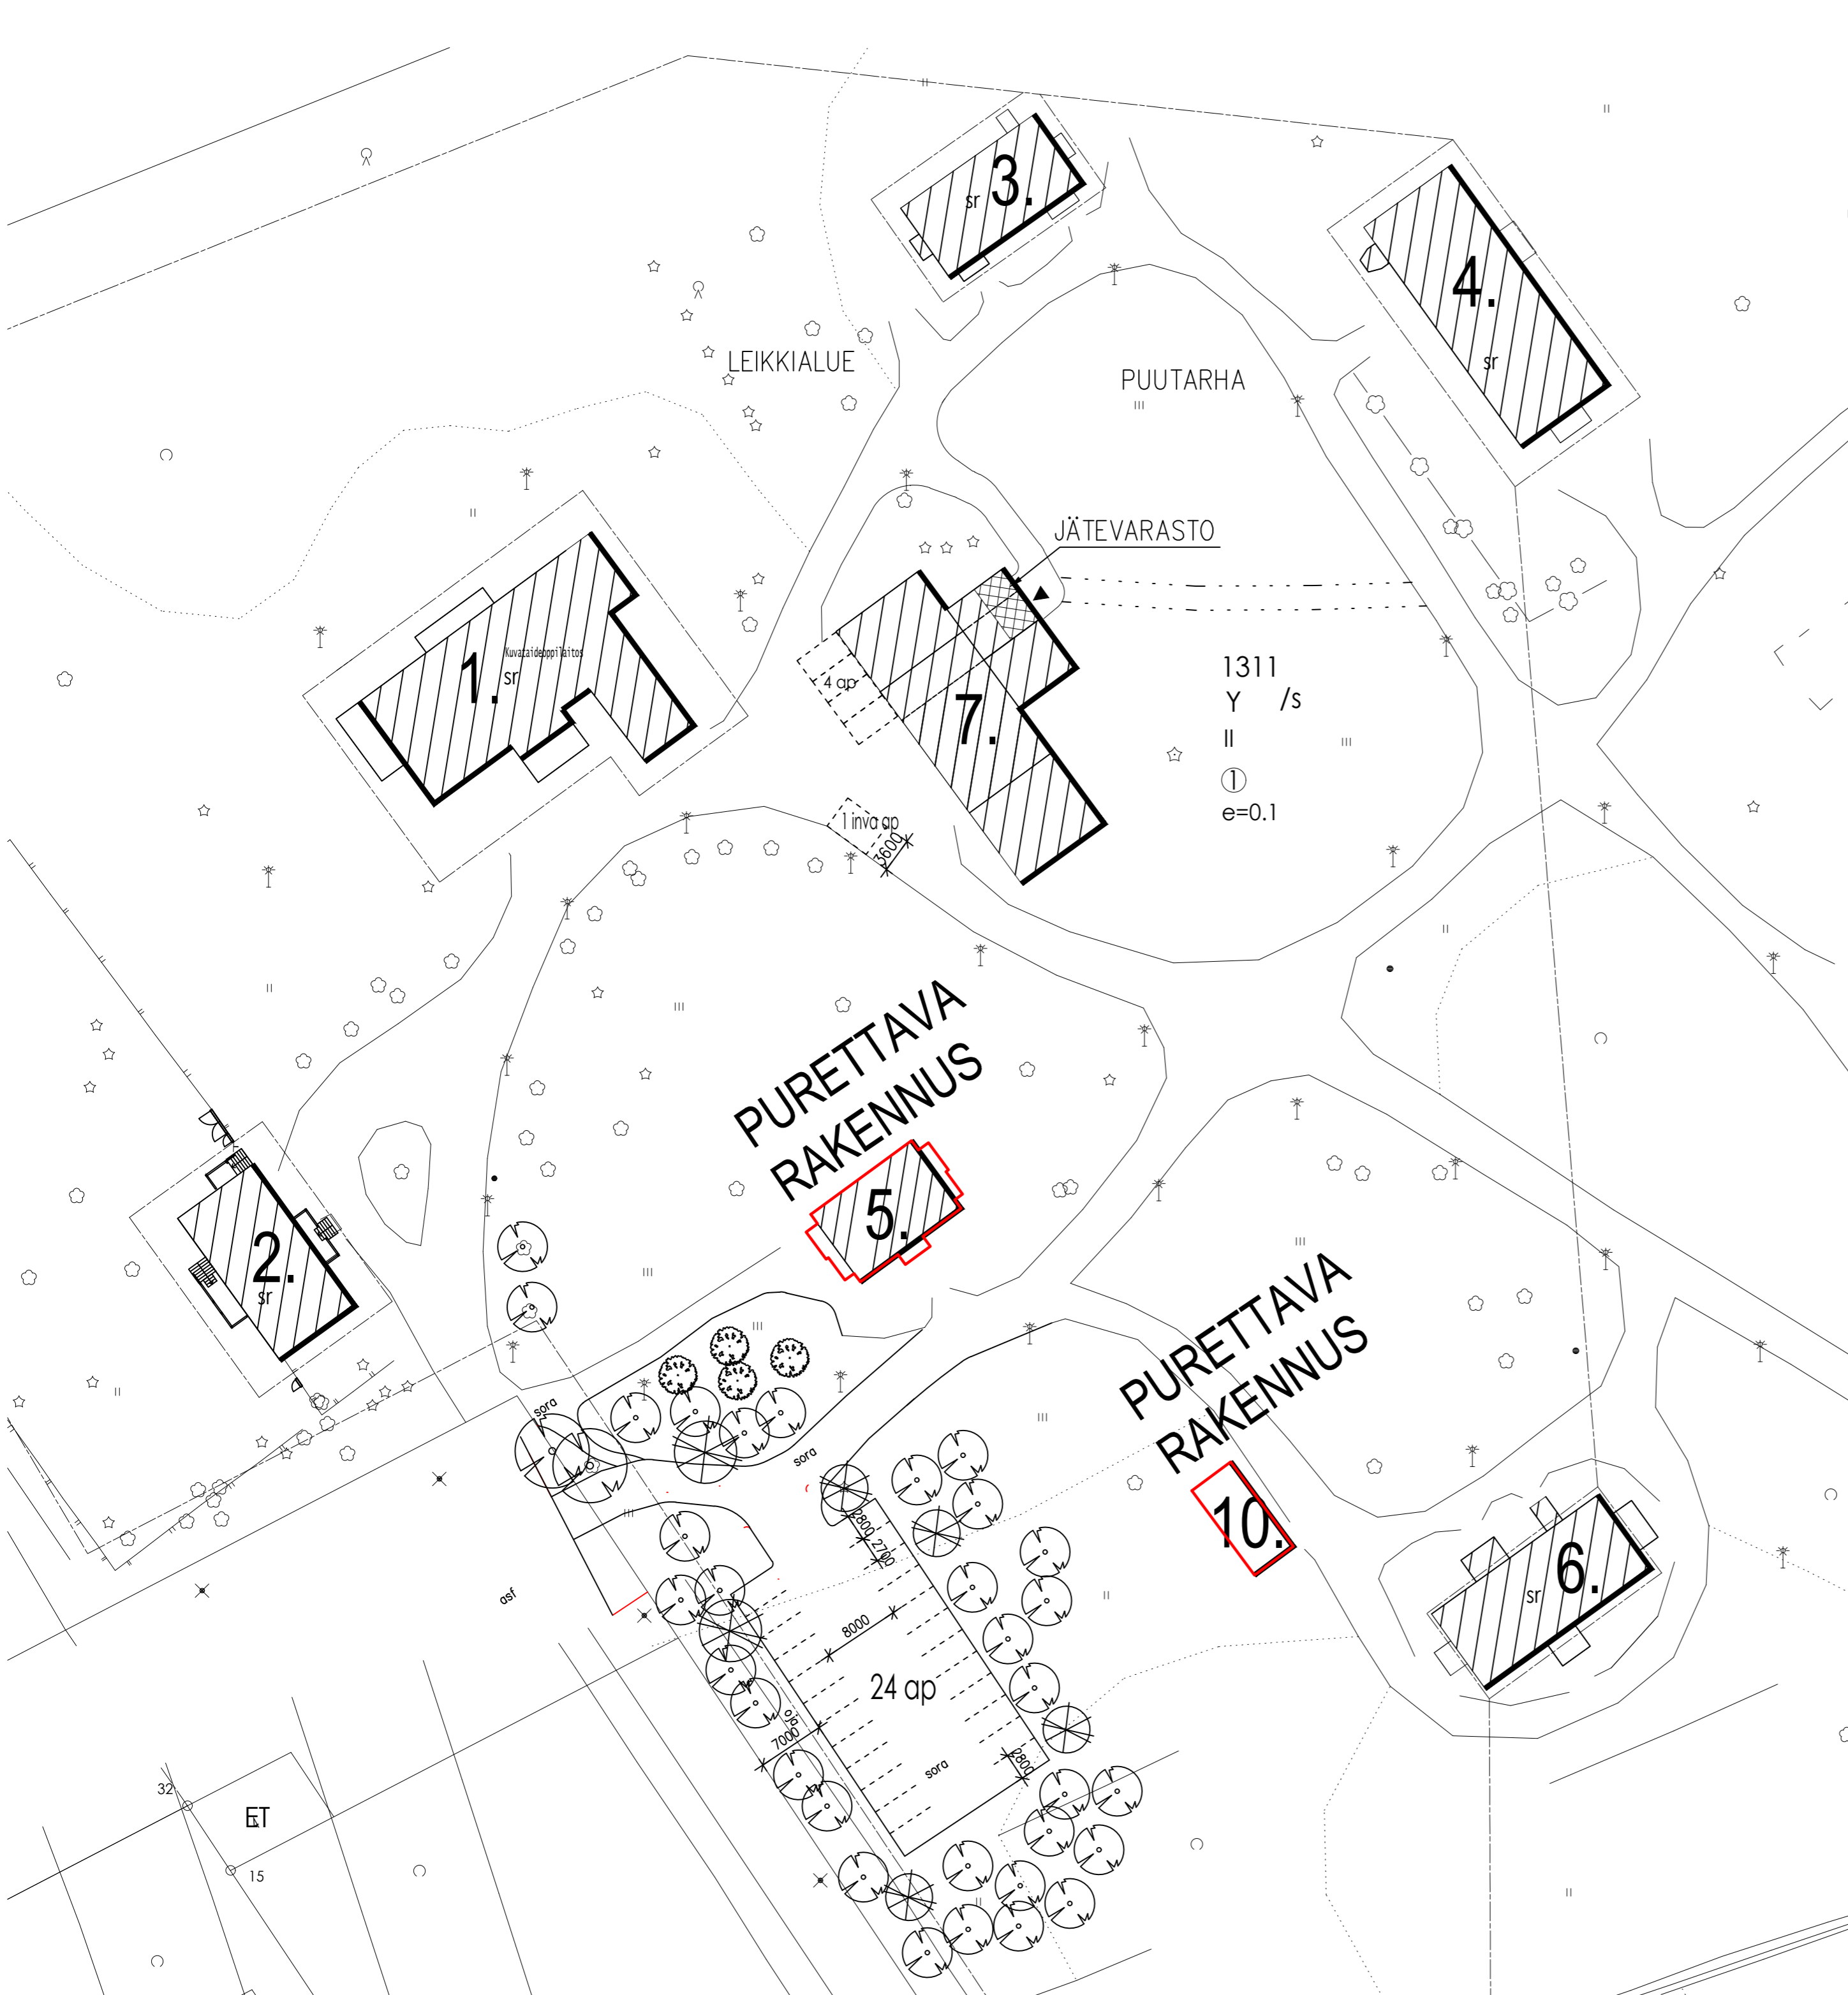 3.
sr
4.
sr
LEIKKIALUE
PUUTARHA
JÄTEVARASTO
1.
Kuvataideoppilaitos
sr
4 ap
7.
1311
Y /s
II
1
e=0.1
1 inva ap
3600
PURETTAVA
RAKENNUS
5.
2.
sr
PURETTAVA
RAKENNUS
10.
6.
sr
sora
sora
asf
2800
2700
8000
24 ap
oja
7000
sora
2800
32
ET
15